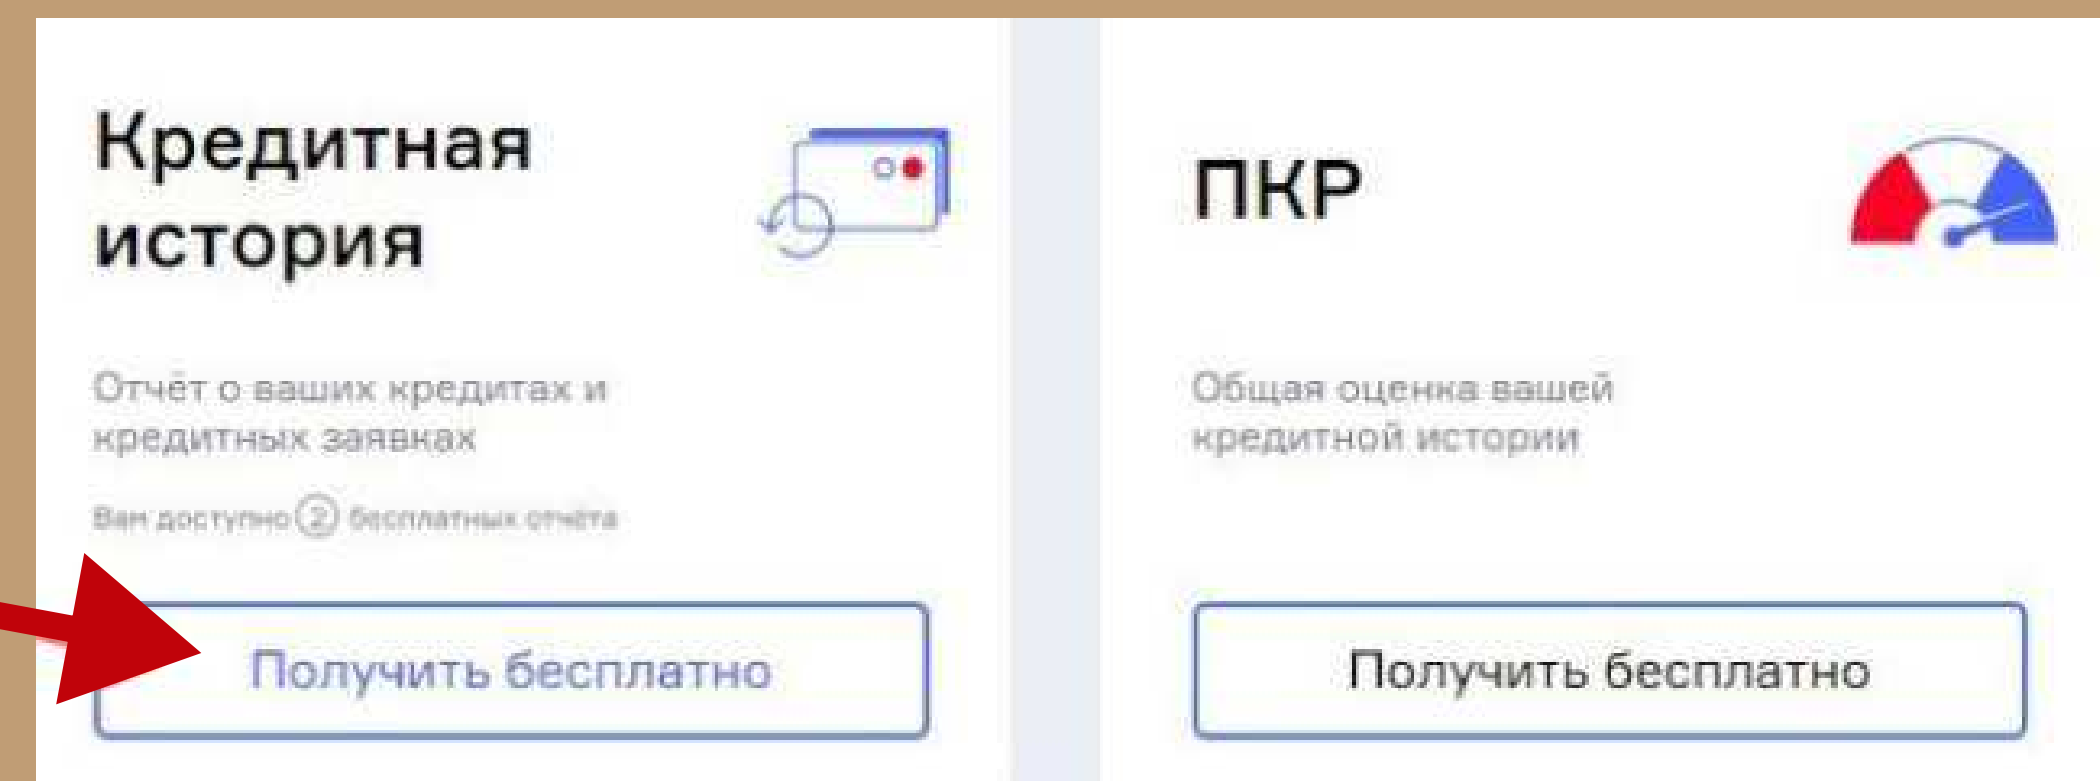 Кредитная
история
Отчёт о ваших кредитах и
кредитных заявках
Вам доступно 2 бесплатных отчёта
Получить бесплатно
ПКР
Общая оценка вашей
кредитной истории
Получить бесплатно